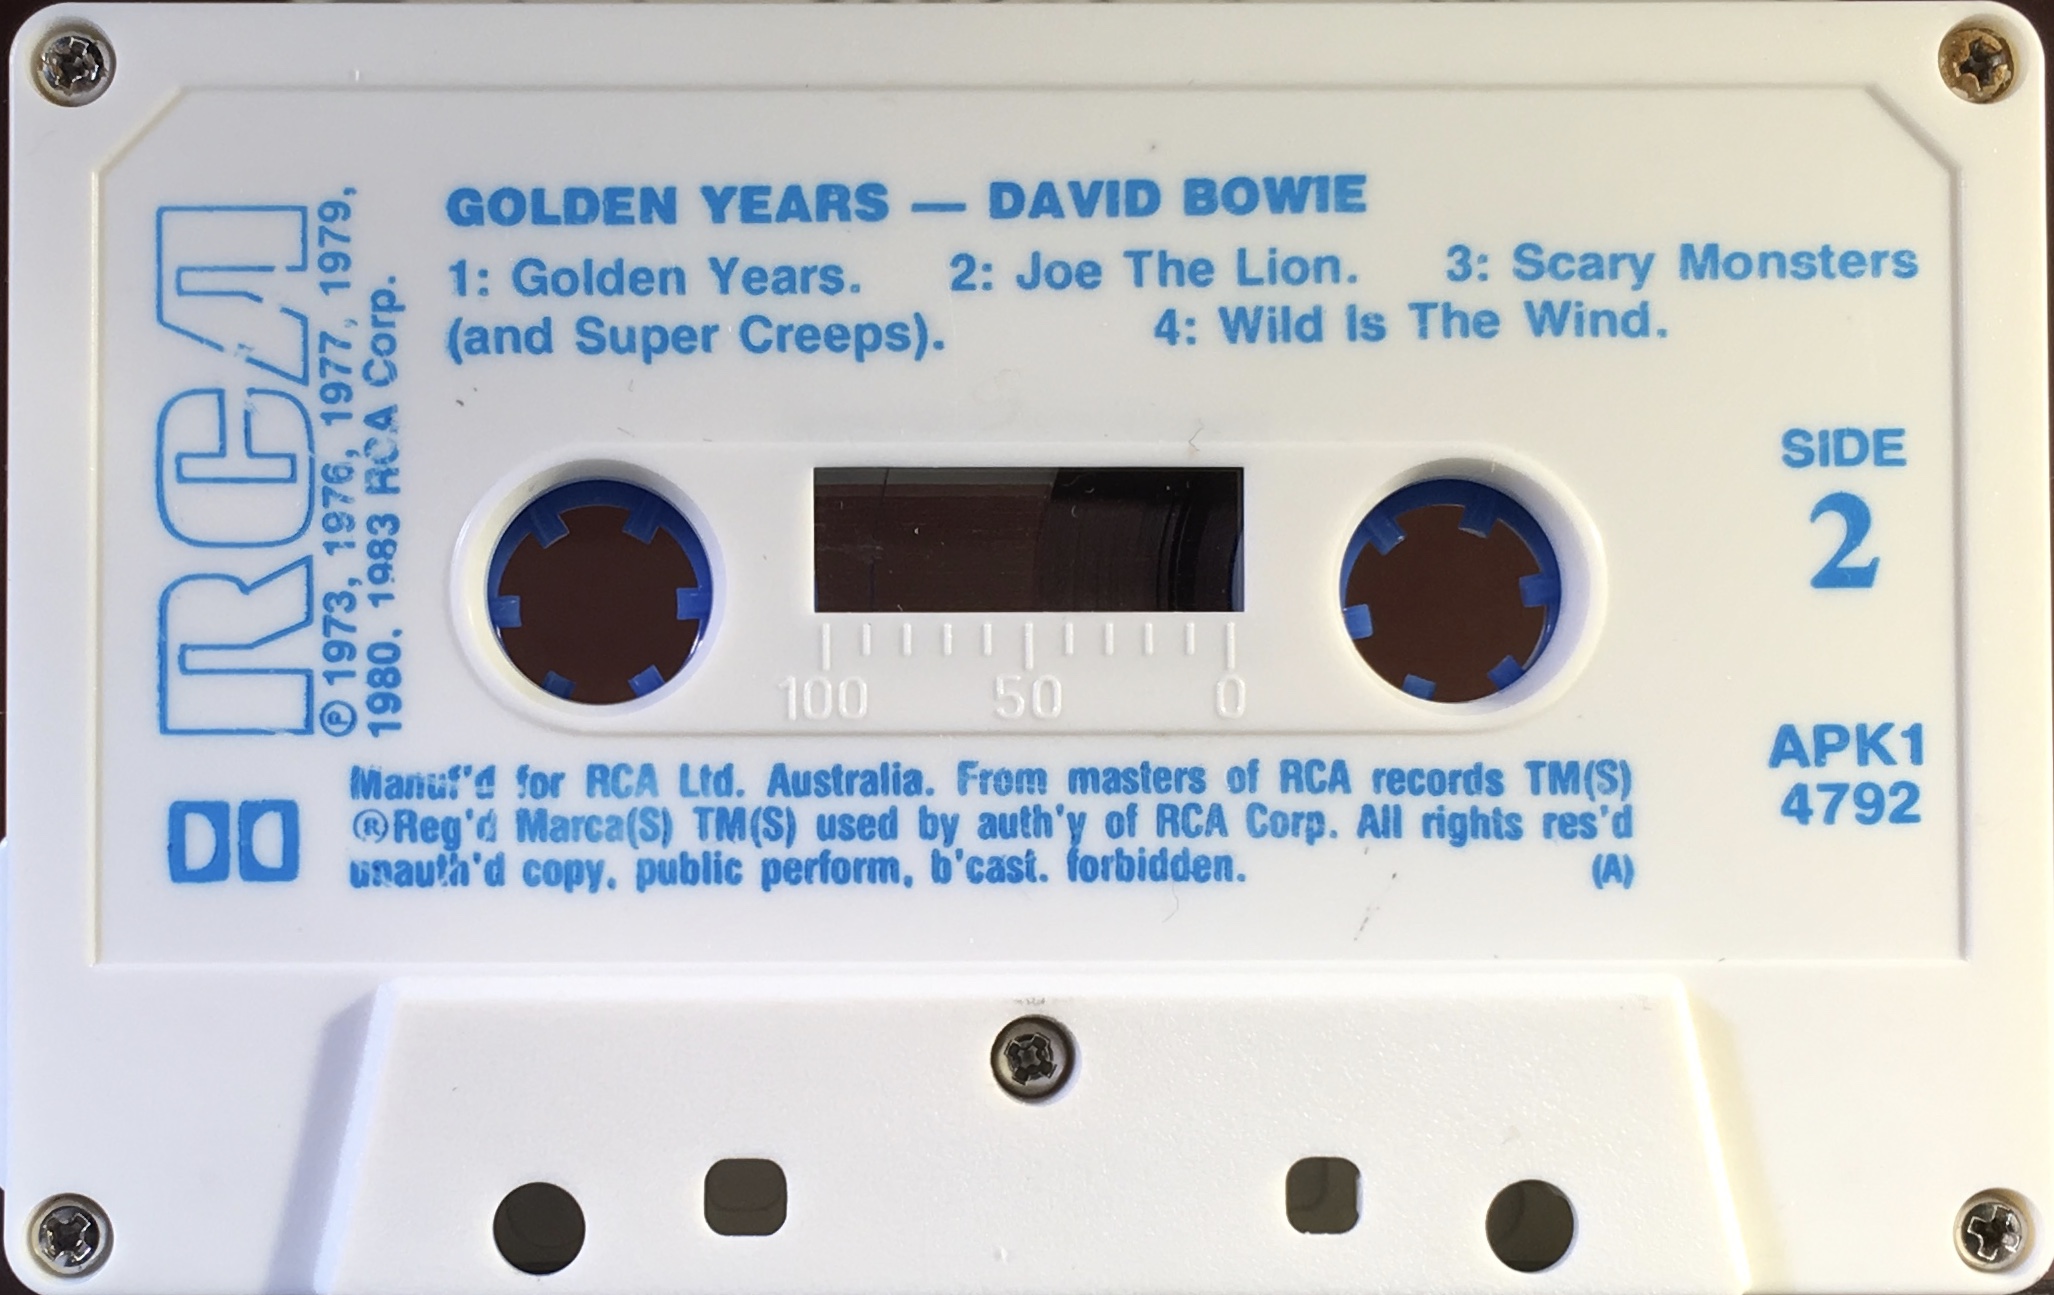 GOLDEN YEARS — DAVID BOWIE
1: Golden Years. 2: Joe The Lion. 3: Scary Monsters
(and Super Creeps). 4: Wild Is The Wind.
RCA
℗ 1973, 1976, 1977, 1979,
1980. 1983 RCA Corp.
SIDE
2
100 50 0
APK1
4792
Manuf'd for RCA Ltd. Australia. From masters of RCA records TM(S)
®Reg'd Marca(S) TM(S) used by auth'y of RCA Corp. All rights res'd
unauth'd copy, public perform, b'cast. forbidden. (A)